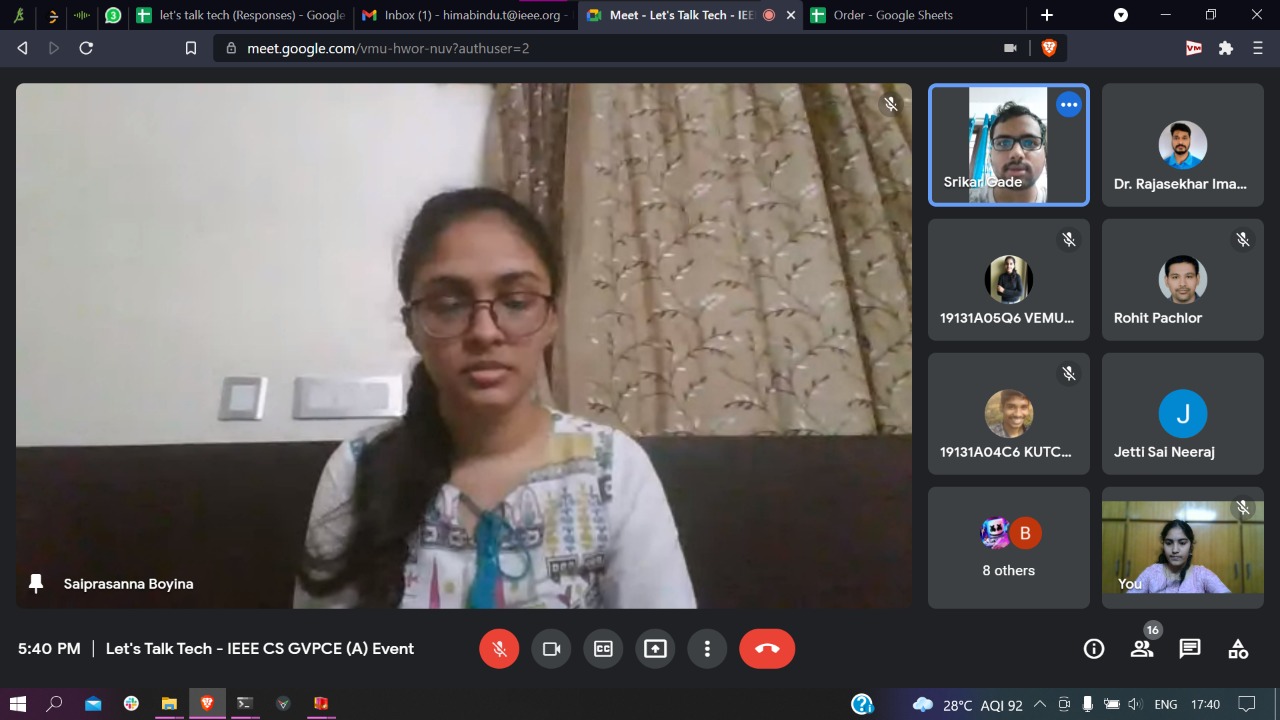 3
let's talk tech (Responses) - Google
Inbox (1) - himabindu.t@ieee.org -
Meet - Let's Talk Tech - IEE
Order - Google Sheets
meet.google.com/vmu-hwor-nuv?authuser=2
VM
Srikar Gade
Dr. Rajasekhar Ima...
19131A05Q6 VEMU...
Rohit Pachlor
19131A04C6 KUTC...
J
Jetti Sai Neeraj
B
8 others
You
Saiprasanna Boyina
5:40 PM | Let's Talk Tech - IEEE CS GVPCE (A) Event
16
28°C AQI 92
ENG
17:40